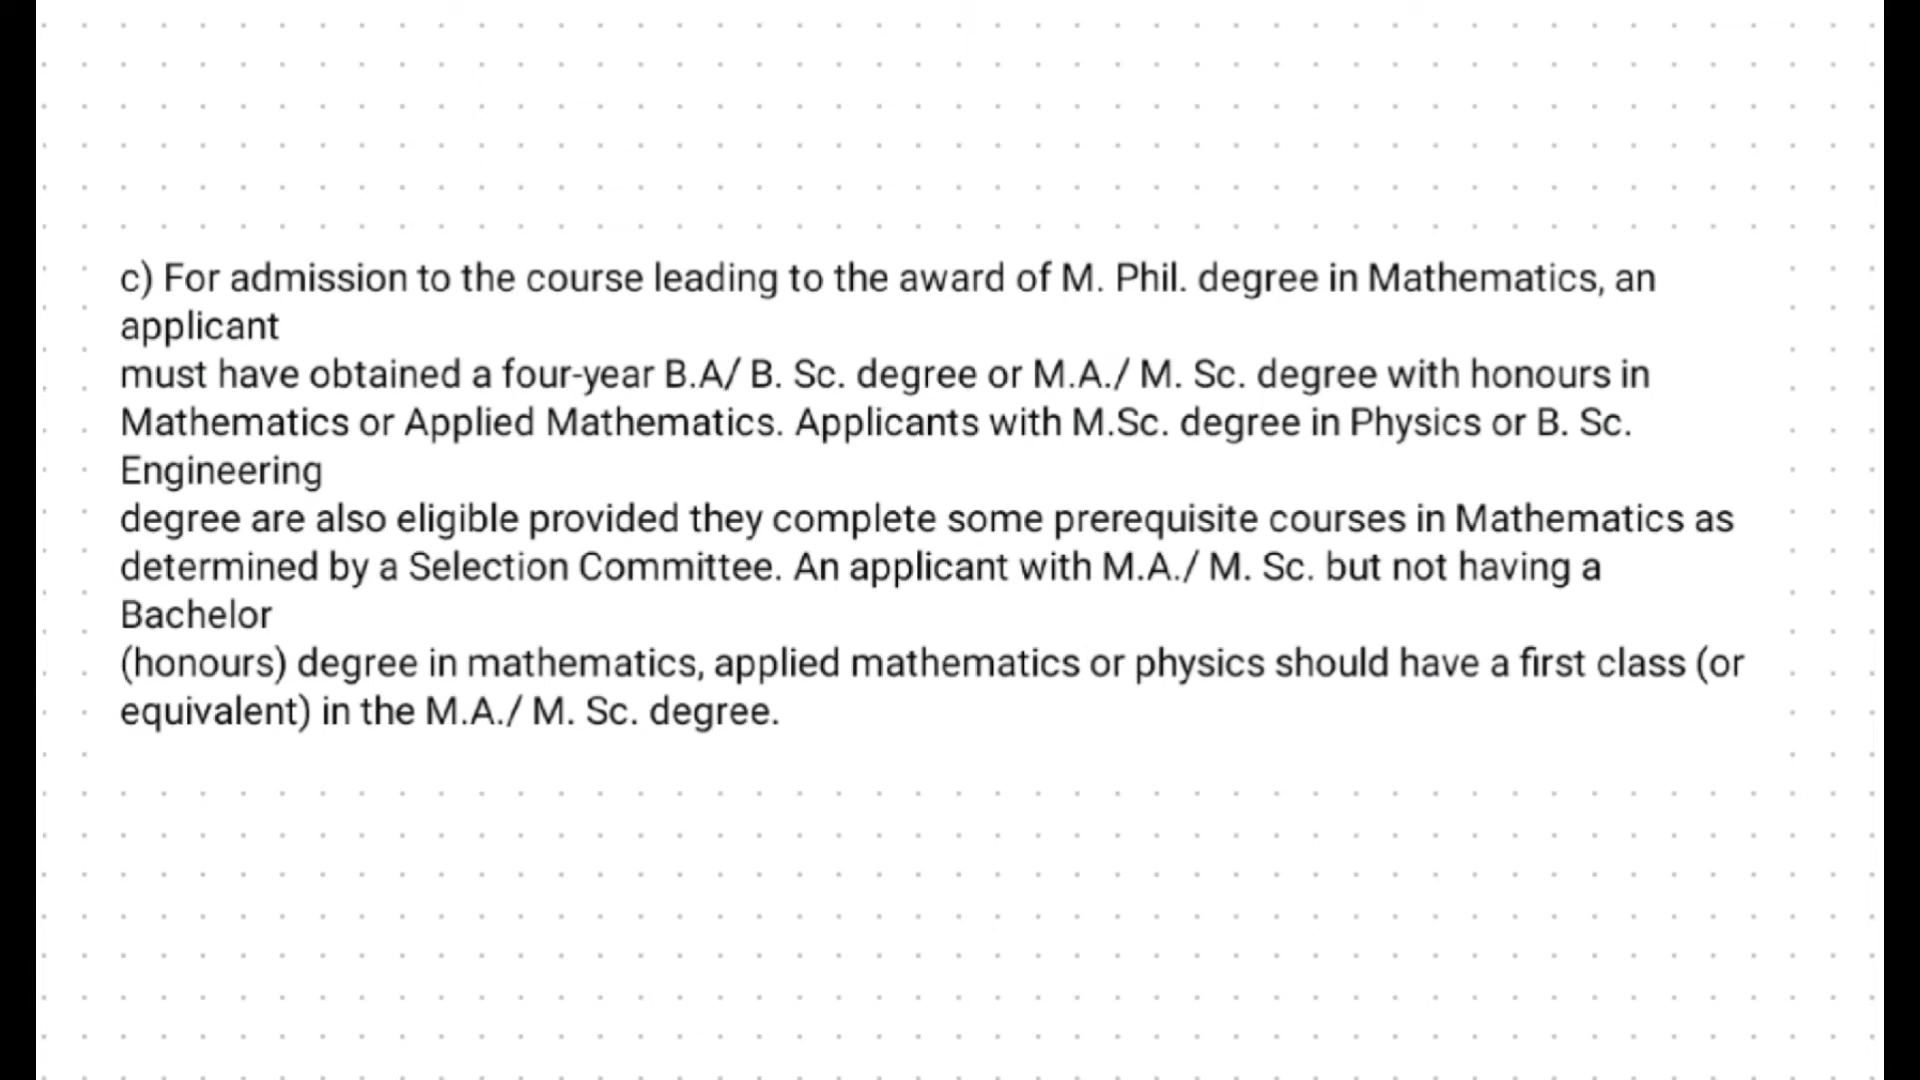 c) For admission to the course leading to the award of M. Phil. degree in Mathematics, an
applicant
must have obtained a four-year B.A/ B. Sc. degree or M.A./ M. Sc. degree with honours in
Mathematics or Applied Mathematics. Applicants with M.Sc. degree in Physics or B. Sc.
Engineering
degree are also eligible provided they complete some prerequisite courses in Mathematics as
determined by a Selection Committee. An applicant with M.A./ M. Sc. but not having a
Bachelor
(honours) degree in mathematics, applied mathematics or physics should have a first class (or
equivalent) in the M.A./ M. Sc. degree.